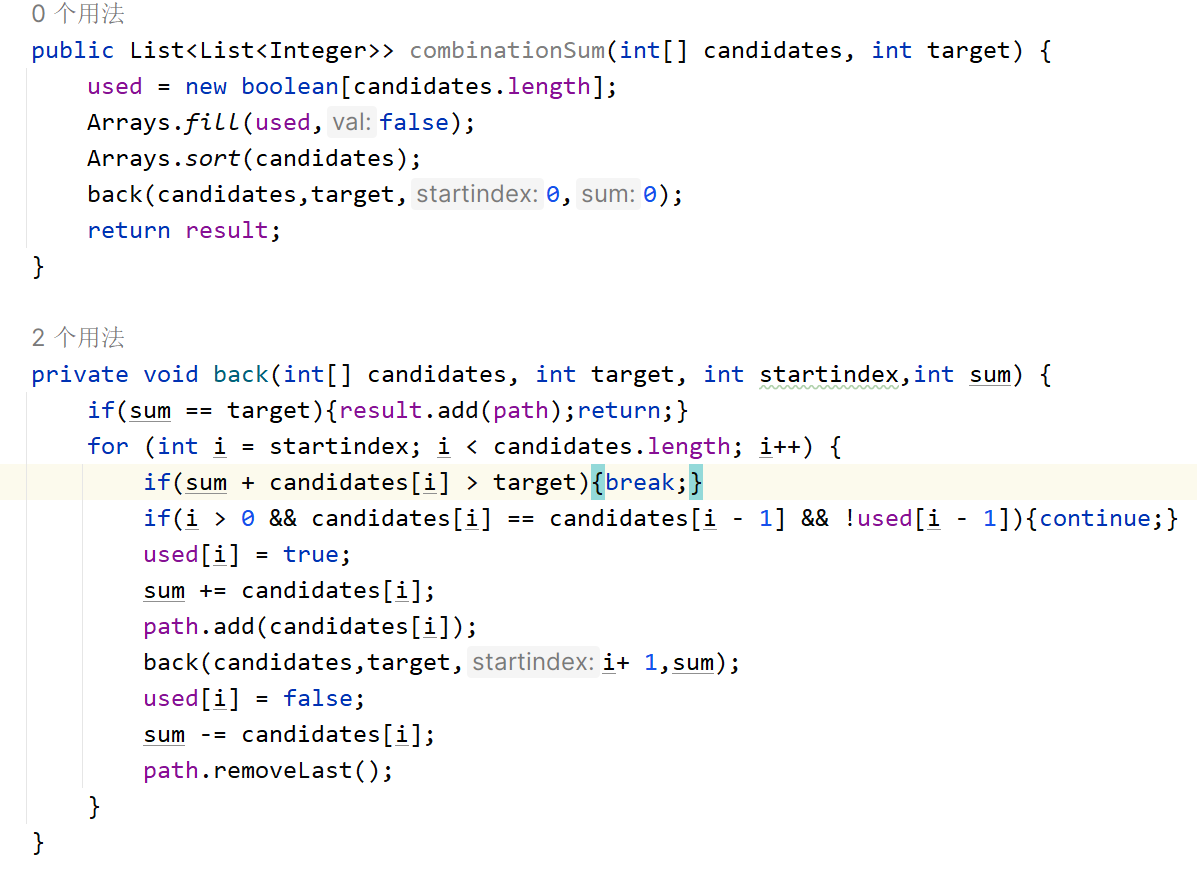 0 个用法
public List<List<Integer>> combinationSum(int[] candidates, int target) {
    used = new boolean[candidates.length];
    Arrays.fill(used, val: false);
    Arrays.sort(candidates);
    back(candidates,target, startindex: 0, sum: 0);
    return result;
}

2 个用法
private void back(int[] candidates, int target, int startindex,int sum) {
    if(sum == target){result.add(path);return;}
    for (int i = startindex; i < candidates.length; i++) {
        if(sum + candidates[i] > target){break;}
        if(i > 0 && candidates[i] == candidates[i - 1] && !used[i - 1]){continue;}
        used[i] = true;
        sum += candidates[i];
        path.add(candidates[i]);
        back(candidates,target, startindex: i+ 1,sum);
        used[i] = false;
        sum -= candidates[i];
        path.removeLast();
    }
}